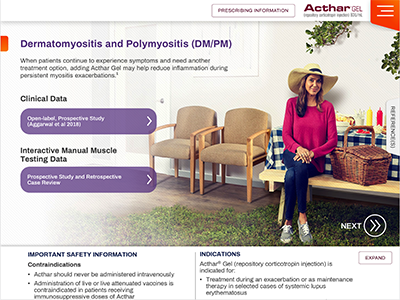 PRESCRIBING INFORMATION
Acthar GEL
(repository corticotropin injection) 80 U/mL
Dermatomyositis and Polymyositis (DM/PM)
When patients continue to experience symptoms and need another
treatment option, adding Acthar Gel may help reduce inflammation during
persistent myositis exacerbations.1
Clinical Data
Open-label, Prospective Study
(Aggarwal et al 2018)
Interactive Manual Muscle
Testing Data
Prospective Study and Retrospective
Case Review
REFERENCE(S)
NEXT
IMPORTANT SAFETY INFORMATION
Contraindications
• Acthar should never be administered intravenously
• Administration of live or live attenuated vaccines is
contraindicated in patients receiving
immunosuppressive doses of Acthar
INDICATIONS
EXPAND
Acthar® Gel (repository corticotropin injection) is
indicated for:
• Treatment during an exacerbation or as maintenance
therapy in selected cases of systemic lupus
erythematosus